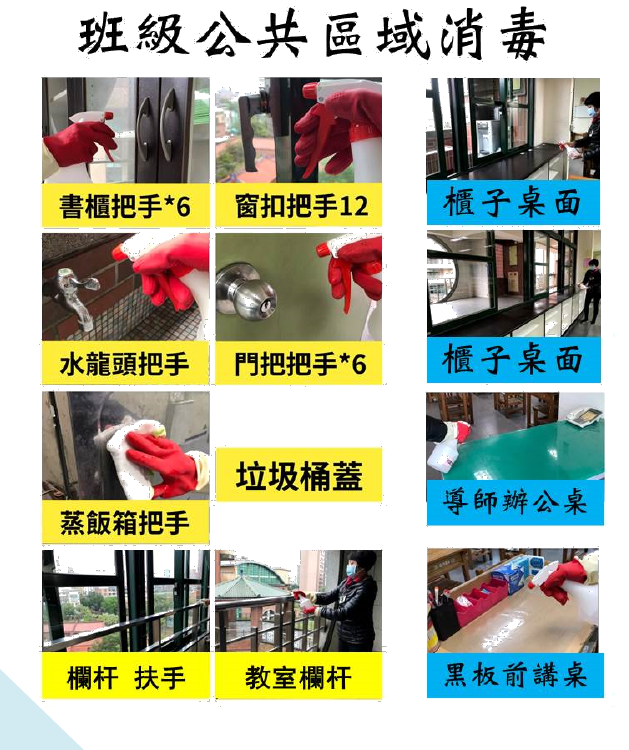 班級公共區域消毒
書櫃把手*6
窗扣把手12
櫃子桌面
水龍頭把手
門把把手*6
櫃子桌面
蒸飯箱把手
垃圾桶蓋
導師辦公桌
欄杆 扶手
教室欄杆
黑板前講桌